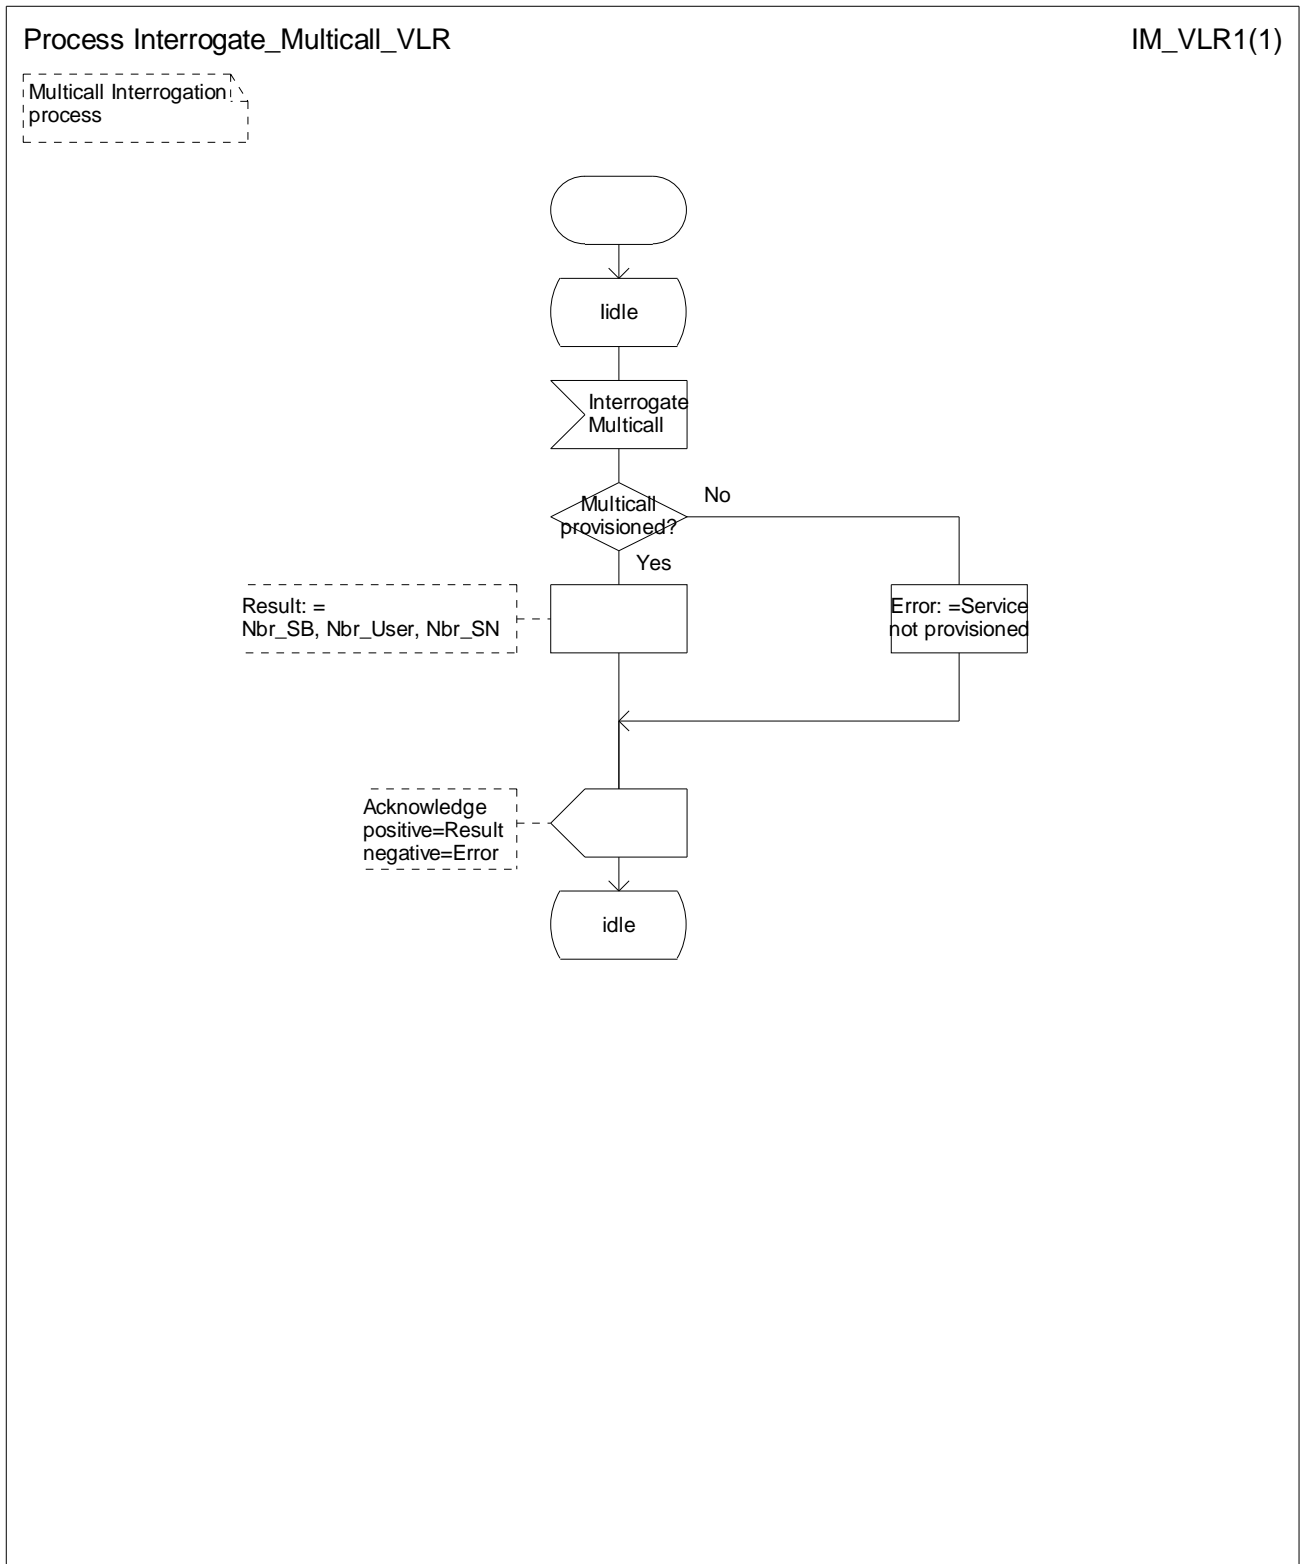 Process Interrogate_Multicall_VLR
IM_VLR1(1)
Multicall Interrogation
process
Iidle
Interrogate
Multicall
Multicall
provisioned?
No
Yes
Result: =
Nbr_SB, Nbr_User, Nbr_SN
Error: =Service
not provisioned
Acknowledge
positive=Result
negative=Error
idle